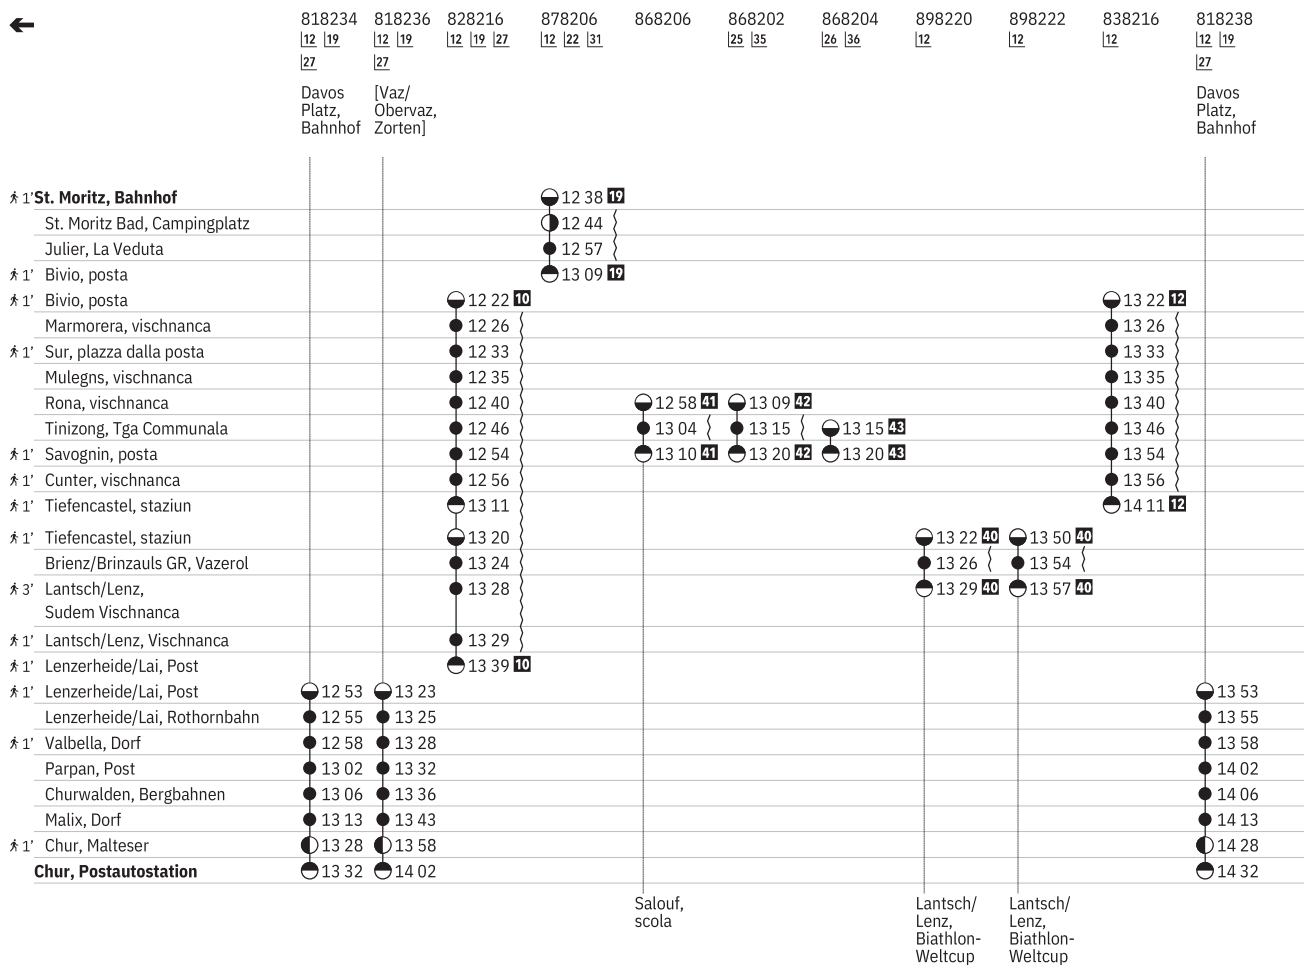 818234 818236 828216 878206 868206 868202 868204 898220 898222 838216 818238
12 19 12 19 12 19 27 12 22 31 25 35 26 36 12 12 12 12 19
27 27 27
Davos [Vaz/ Davos
Platz, Obervaz, Platz,
Bahnhof Zorten] Bahnhof
1' St. Moritz, Bahnhof 12 38 19
St. Moritz Bad, Campingplatz 12 44
Julier, La Veduta 12 57
1' Bivio, posta 13 09 19
1' Bivio, posta 12 22 10 13 22 12
Marmorera, vischnanca 12 26 13 26
1' Sur, plazza dalla posta 12 33 13 33
Mulegns, vischnanca 12 35 13 35
Rona, vischnanca 12 40 12 58 41 13 09 42 13 40
Tinizong, Tga Communala 12 46 13 04 13 15 13 15 43 13 46
1' Savognin, posta 12 54 13 10 41 13 20 42 13 20 43 13 54
1' Cunter, vischnanca 12 56 13 56
1' Tiefencastel, staziun 13 11 14 11 12
1' Tiefencastel, staziun 13 20 13 22 40 13 50 40
Brienz/Brinzauls GR, Vazerol 13 24 13 26 13 54
3' Lantsch/Lenz, 13 28 13 29 40 13 57 40
Sudem Vischnanca
1' Lantsch/Lenz, Vischnanca 13 29
1' Lenzerheide/Lai, Post 13 39 10
1' Lenzerheide/Lai, Post 12 53 13 23 13 53
Lenzerheide/Lai, Rothornbahn 12 55 13 25 13 55
1' Valbella, Dorf 12 58 13 28 13 58
Parpan, Post 13 02 13 32 14 02
Churwalden, Bergbahnen 13 06 13 36 14 06
Malix, Dorf 13 13 13 43 14 13
1' Chur, Malteser 13 28 13 58 14 28
Chur, Postautostation 13 32 14 02 14 32
Salouf, Lantsch/ Lantsch/
scola Lenz, Lenz,
Biathlon- Biathlon-
Weltcup Weltcup